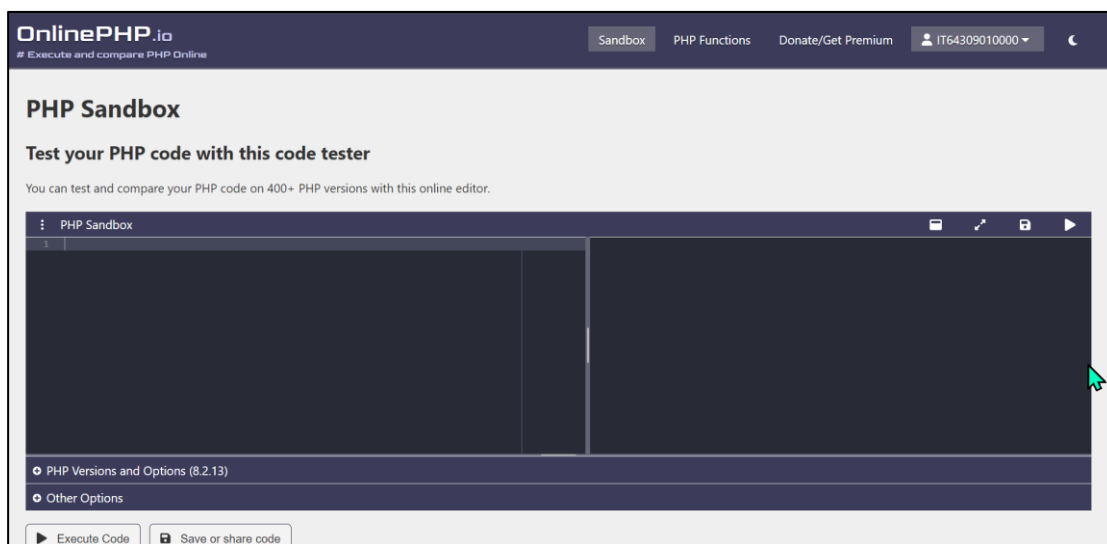 OnlinePHP.io
# Execute and compare PHP Online
Sandbox PHP Functions Donate/Get Premium IT64309010000
PHP Sandbox
Test your PHP code with this code tester
You can test and compare your PHP code on 400+ PHP versions with this online editor.
PHP Sandbox
1
PHP Versions and Options (8.2.13)
Other Options
Execute Code Save or share code